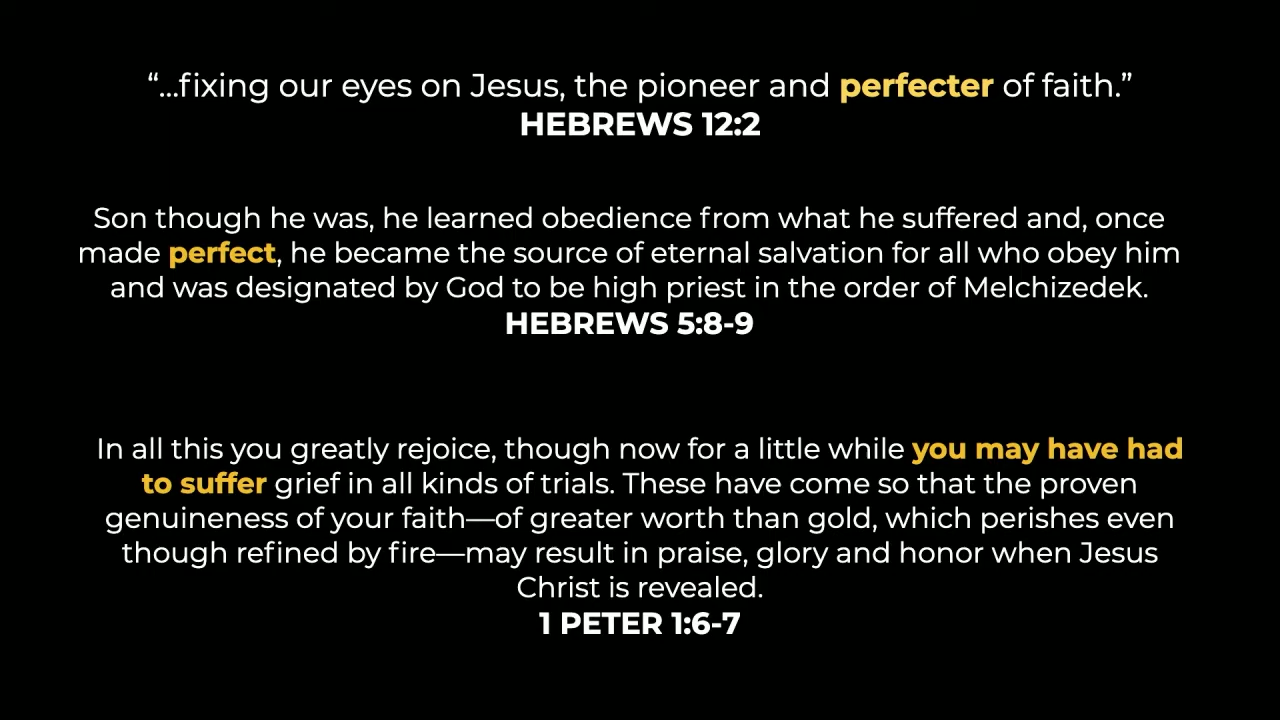 “...fixing our eyes on Jesus, the pioneer and perfecter of faith.”
HEBREWS 12:2
Son though he was, he learned obedience from what he suffered and, once
made perfect, he became the source of eternal salvation for all who obey him
and was designated by God to be high priest in the order of Melchizedek.
HEBREWS 5:8-9
In all this you greatly rejoice, though now for a little while you may have had
to suffer grief in all kinds of trials. These have come so that the proven
genuineness of your faith—of greater worth than gold, which perishes even
though refined by fire—may result in praise, glory and honor when Jesus
Christ is revealed.
1 PETER 1:6-7